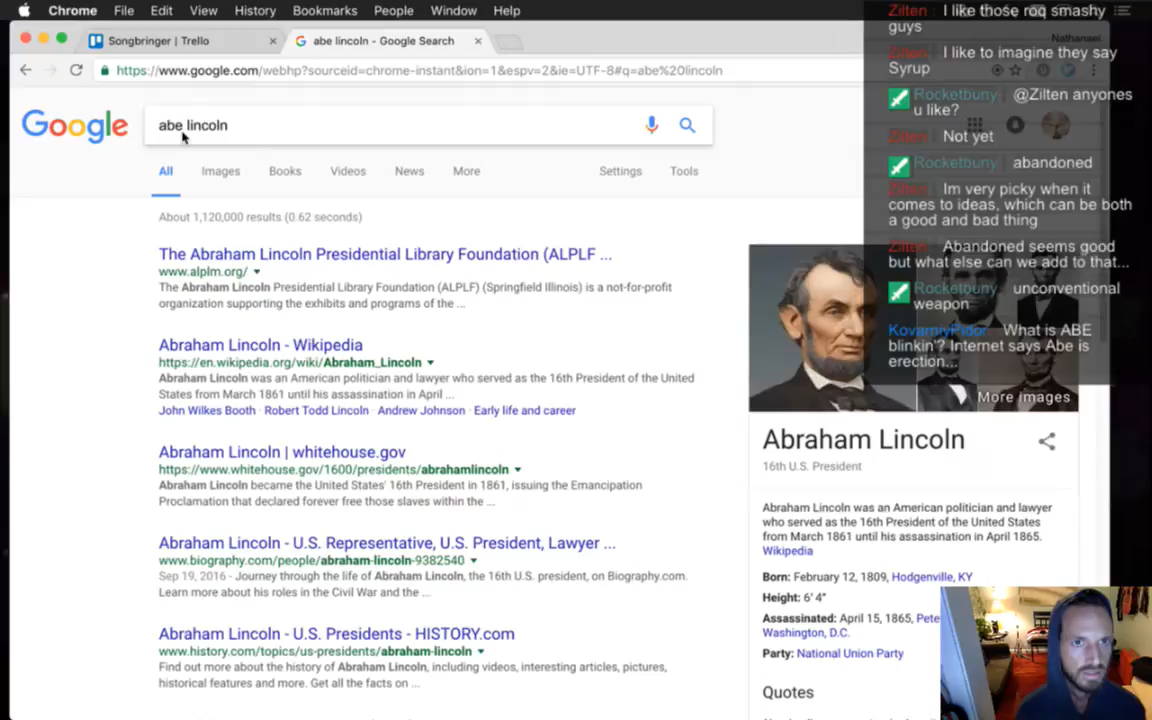 Chrome File Edit View History Bookmarks People Window Help
Songbringer | Trello × abe lincoln - Google Search ×
Nathanael
https://www.google.com/webhp?sourceid=chrome-instant&ion=1&espv=2&ie=UTF-8#q=abe%20lincoln
Google
abe lincoln
All Images Books Videos News More Settings Tools
About 1,120,000 results (0.62 seconds)
The Abraham Lincoln Presidential Library Foundation (ALPLF ...
www.alplm.org/
The Abraham Lincoln Presidential Library Foundation (ALPLF) (Springfield Illinois) is a not-for-profit
organization supporting the exhibits and programs of the ...
Abraham Lincoln - Wikipedia
https://en.wikipedia.org/wiki/Abraham_Lincoln
Abraham Lincoln was an American politician and lawyer who served as the 16th President of the United
States from March 1861 until his assassination in April ...
John Wilkes Booth · Robert Todd Lincoln · Andrew Johnson · Early life and career
Abraham Lincoln | whitehouse.gov
https://www.whitehouse.gov/1600/presidents/abrahamlincoln
Abraham Lincoln became the United States' 16th President in 1861, issuing the Emancipation
Proclamation that declared forever free those slaves within the ...
Abraham Lincoln - U.S. Representative, U.S. President, Lawyer ...
www.biography.com/people/abraham-lincoln-9382540
Sep 19, 2016 - Journey through the life of Abraham Lincoln, the 16th U.S. president, on Biography.com.
Learn more about his roles in the Civil War and the ...
Abraham Lincoln - U.S. Presidents - HISTORY.com
www.history.com/topics/us-presidents/abraham-lincoln
Find out more about the history of Abraham Lincoln, including videos, interesting articles, pictures,
historical features and more. Get all the facts on ...
Zilten I like those roq smashy
guys
Zilten I like to imagine they say
Syrup
Rocketbuny @Zilten anyones
u like?
Zilten Not yet
Rocketbuny abandoned
Zilten Im very picky when it
comes to ideas, which can be both
a good and bad thing
Zilten Abandoned seems good
but what else can we add to that...
Rocketbuny unconventional
weapon
KovarniyPidor What is ABE
blinkin'? Internet says Abe is
erection...
More images
Abraham Lincoln
16th U.S. President
Abraham Lincoln was an American politician and lawyer
who served as the 16th President of the United States
from March 1861 until his assassination in April 1865.
Wikipedia
Born: February 12, 1809, Hodgenville, KY
Height: 6' 4"
Assassinated: April 15, 1865, Pete
Washington, D.C.
Party: National Union Party
Quotes